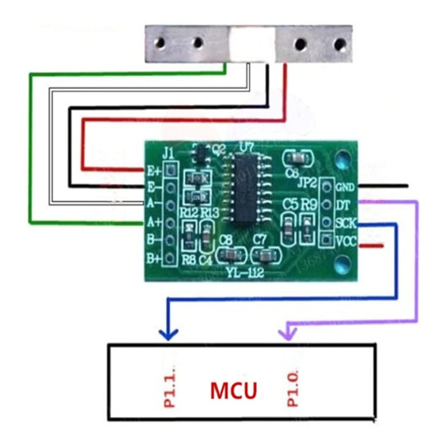 Q2 U7
J1
E+
E-
A-
A+
B-
B+
R12 R13
R8 C4
C8 C7
YL-112
C6
C5 R9
JP2
GND
DT
SCK
VCC
P1.1. MCU P1.0.